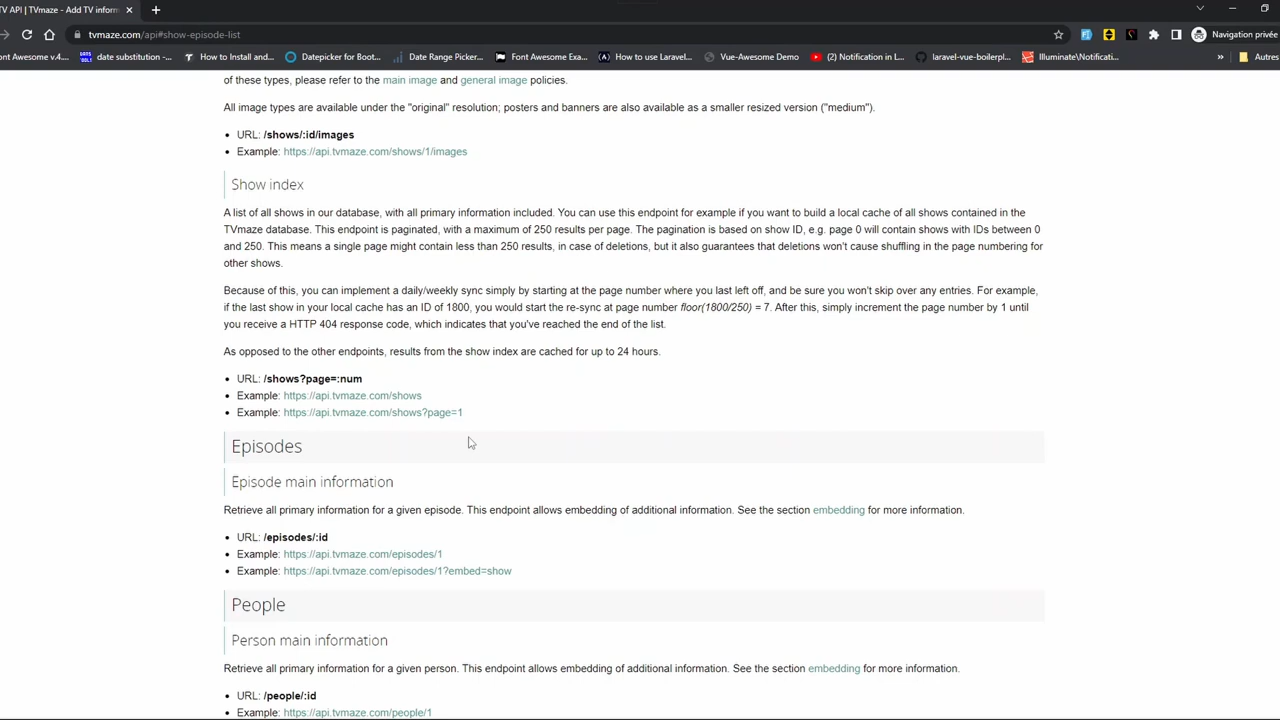 TV API | TVmaze - Add TV inform
tvmaze.com/api#show-episode-list
Navigation privée
ont Awesome v.4... date substitution -... How to Install and... Datepicker for Boot... Date Range Picker... Font Awesome Exa... How to use Laravel... Vue-Awesome Demo (2) Notification in L... laravel-vue-boilerpl... Illuminate\Notificati... » Autres
of these types, please refer to the main image and general image policies.
All image types are available under the "original" resolution; posters and banners are also available as a smaller resized version ("medium").
• URL: /shows/:id/images
• Example: https://api.tvmaze.com/shows/1/images
Show index
A list of all shows in our database, with all primary information included. You can use this endpoint for example if you want to build a local cache of all shows contained in the
TVmaze database. This endpoint is paginated, with a maximum of 250 results per page. The pagination is based on show ID, e.g. page 0 will contain shows with IDs between 0
and 250. This means a single page might contain less than 250 results, in case of deletions, but it also guarantees that deletions won't cause shuffling in the page numbering for
other shows.
Because of this, you can implement a daily/weekly sync simply by starting at the page number where you last left off, and be sure you won't skip over any entries. For example,
if the last show in your local cache has an ID of 1800, you would start the re-sync at page number floor(1800/250) = 7. After this, simply increment the page number by 1 until
you receive a HTTP 404 response code, which indicates that you've reached the end of the list.
As opposed to the other endpoints, results from the show index are cached for up to 24 hours.
• URL: /shows?page=:num
• Example: https://api.tvmaze.com/shows
• Example: https://api.tvmaze.com/shows?page=1
Episodes
Episode main information
Retrieve all primary information for a given episode. This endpoint allows embedding of additional information. See the section embedding for more information.
• URL: /episodes/:id
• Example: https://api.tvmaze.com/episodes/1
• Example: https://api.tvmaze.com/episodes/1?embed=show
People
Person main information
Retrieve all primary information for a given person. This endpoint allows embedding of additional information. See the section embedding for more information.
• URL: /people/:id
• Example: https://api.tvmaze.com/people/1